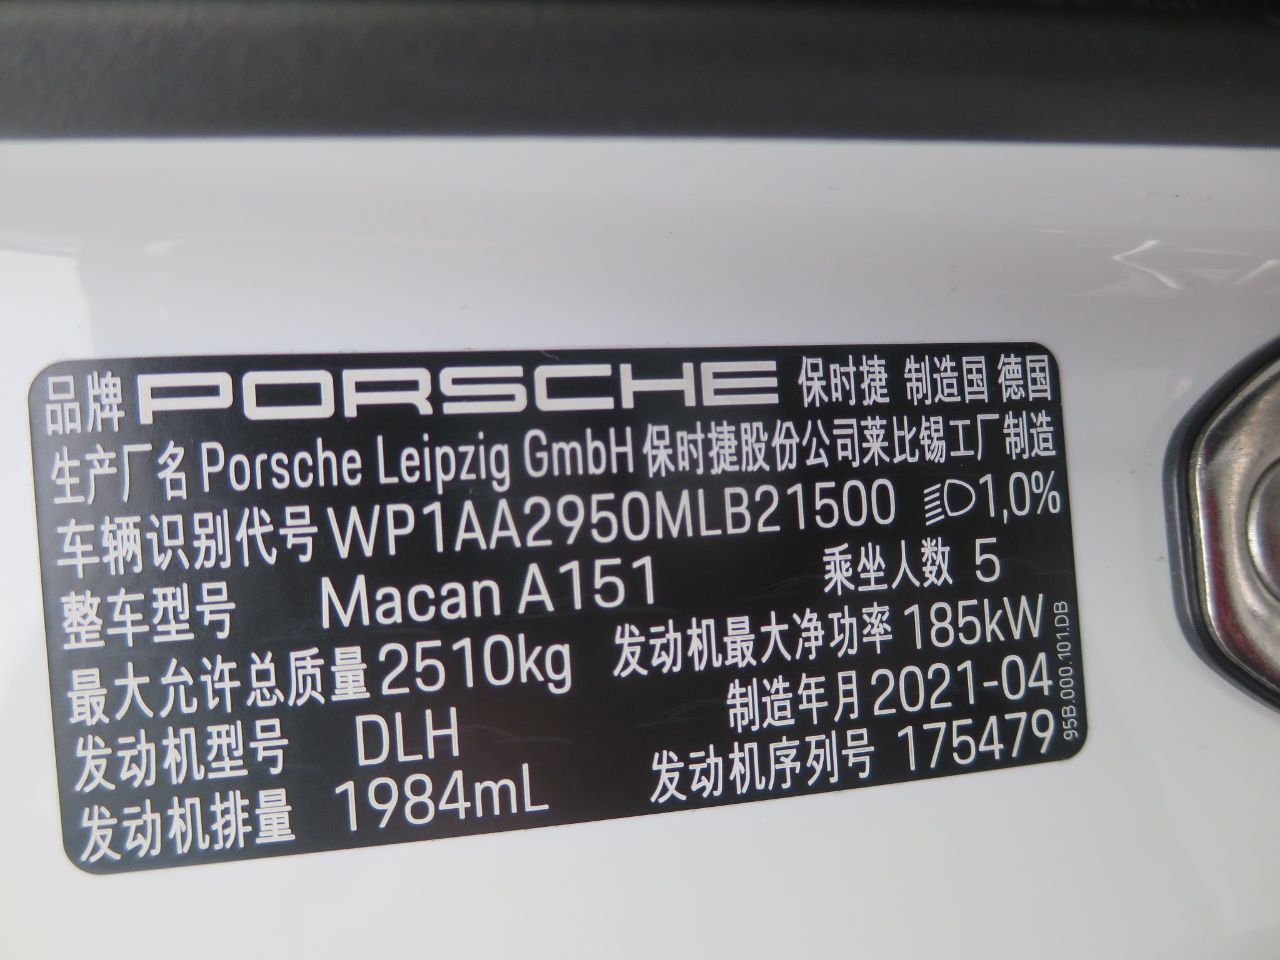 品牌 PORSCHE 保时捷 制造国 德国
生产厂名 Porsche Leipzig GmbH 保时捷股份公司莱比锡工厂制造
车辆识别代号 WP1AA2950MLB21500 1,0%
整车型号 Macan A151 乘坐人数 5
最大允许总质量 2510kg 发动机最大净功率 185kW
发动机型号 DLH 制造年月 2021-04
发动机排量 1984mL 发动机序列号 175479
95B.000.101.DB